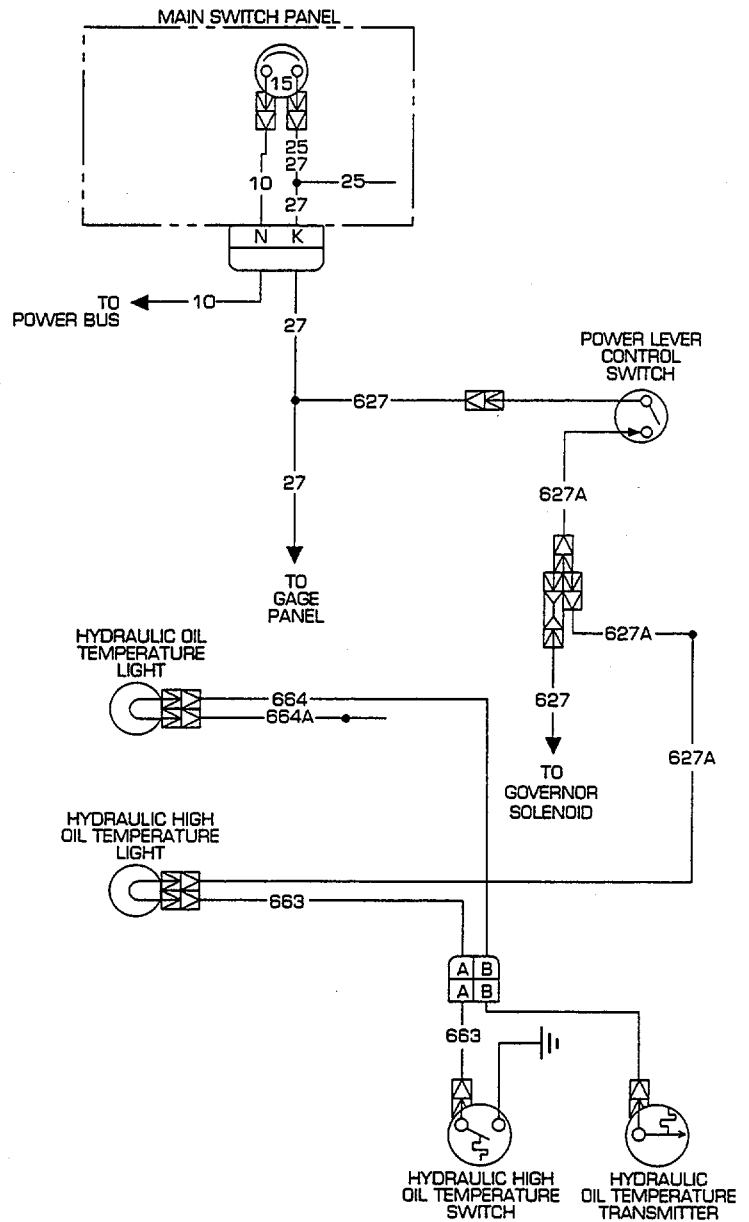 MAIN SWITCH PANEL
15
25
27
10
25
27
N K
TO
POWER BUS
10
27
POWER LEVER
CONTROL
SWITCH
627
27
627A
TO
GAGE
PANEL
627A
HYDRAULIC OIL
TEMPERATURE
LIGHT
664
664A
627
627A
TO
GOVERNOR
SOLENOID
HYDRAULIC HIGH
OIL TEMPERATURE
LIGHT
663
A B
A B
663
HYDRAULIC HIGH
OIL TEMPERATURE
SWITCH
HYDRAULIC
OIL TEMPERATURE
TRANSMITTER